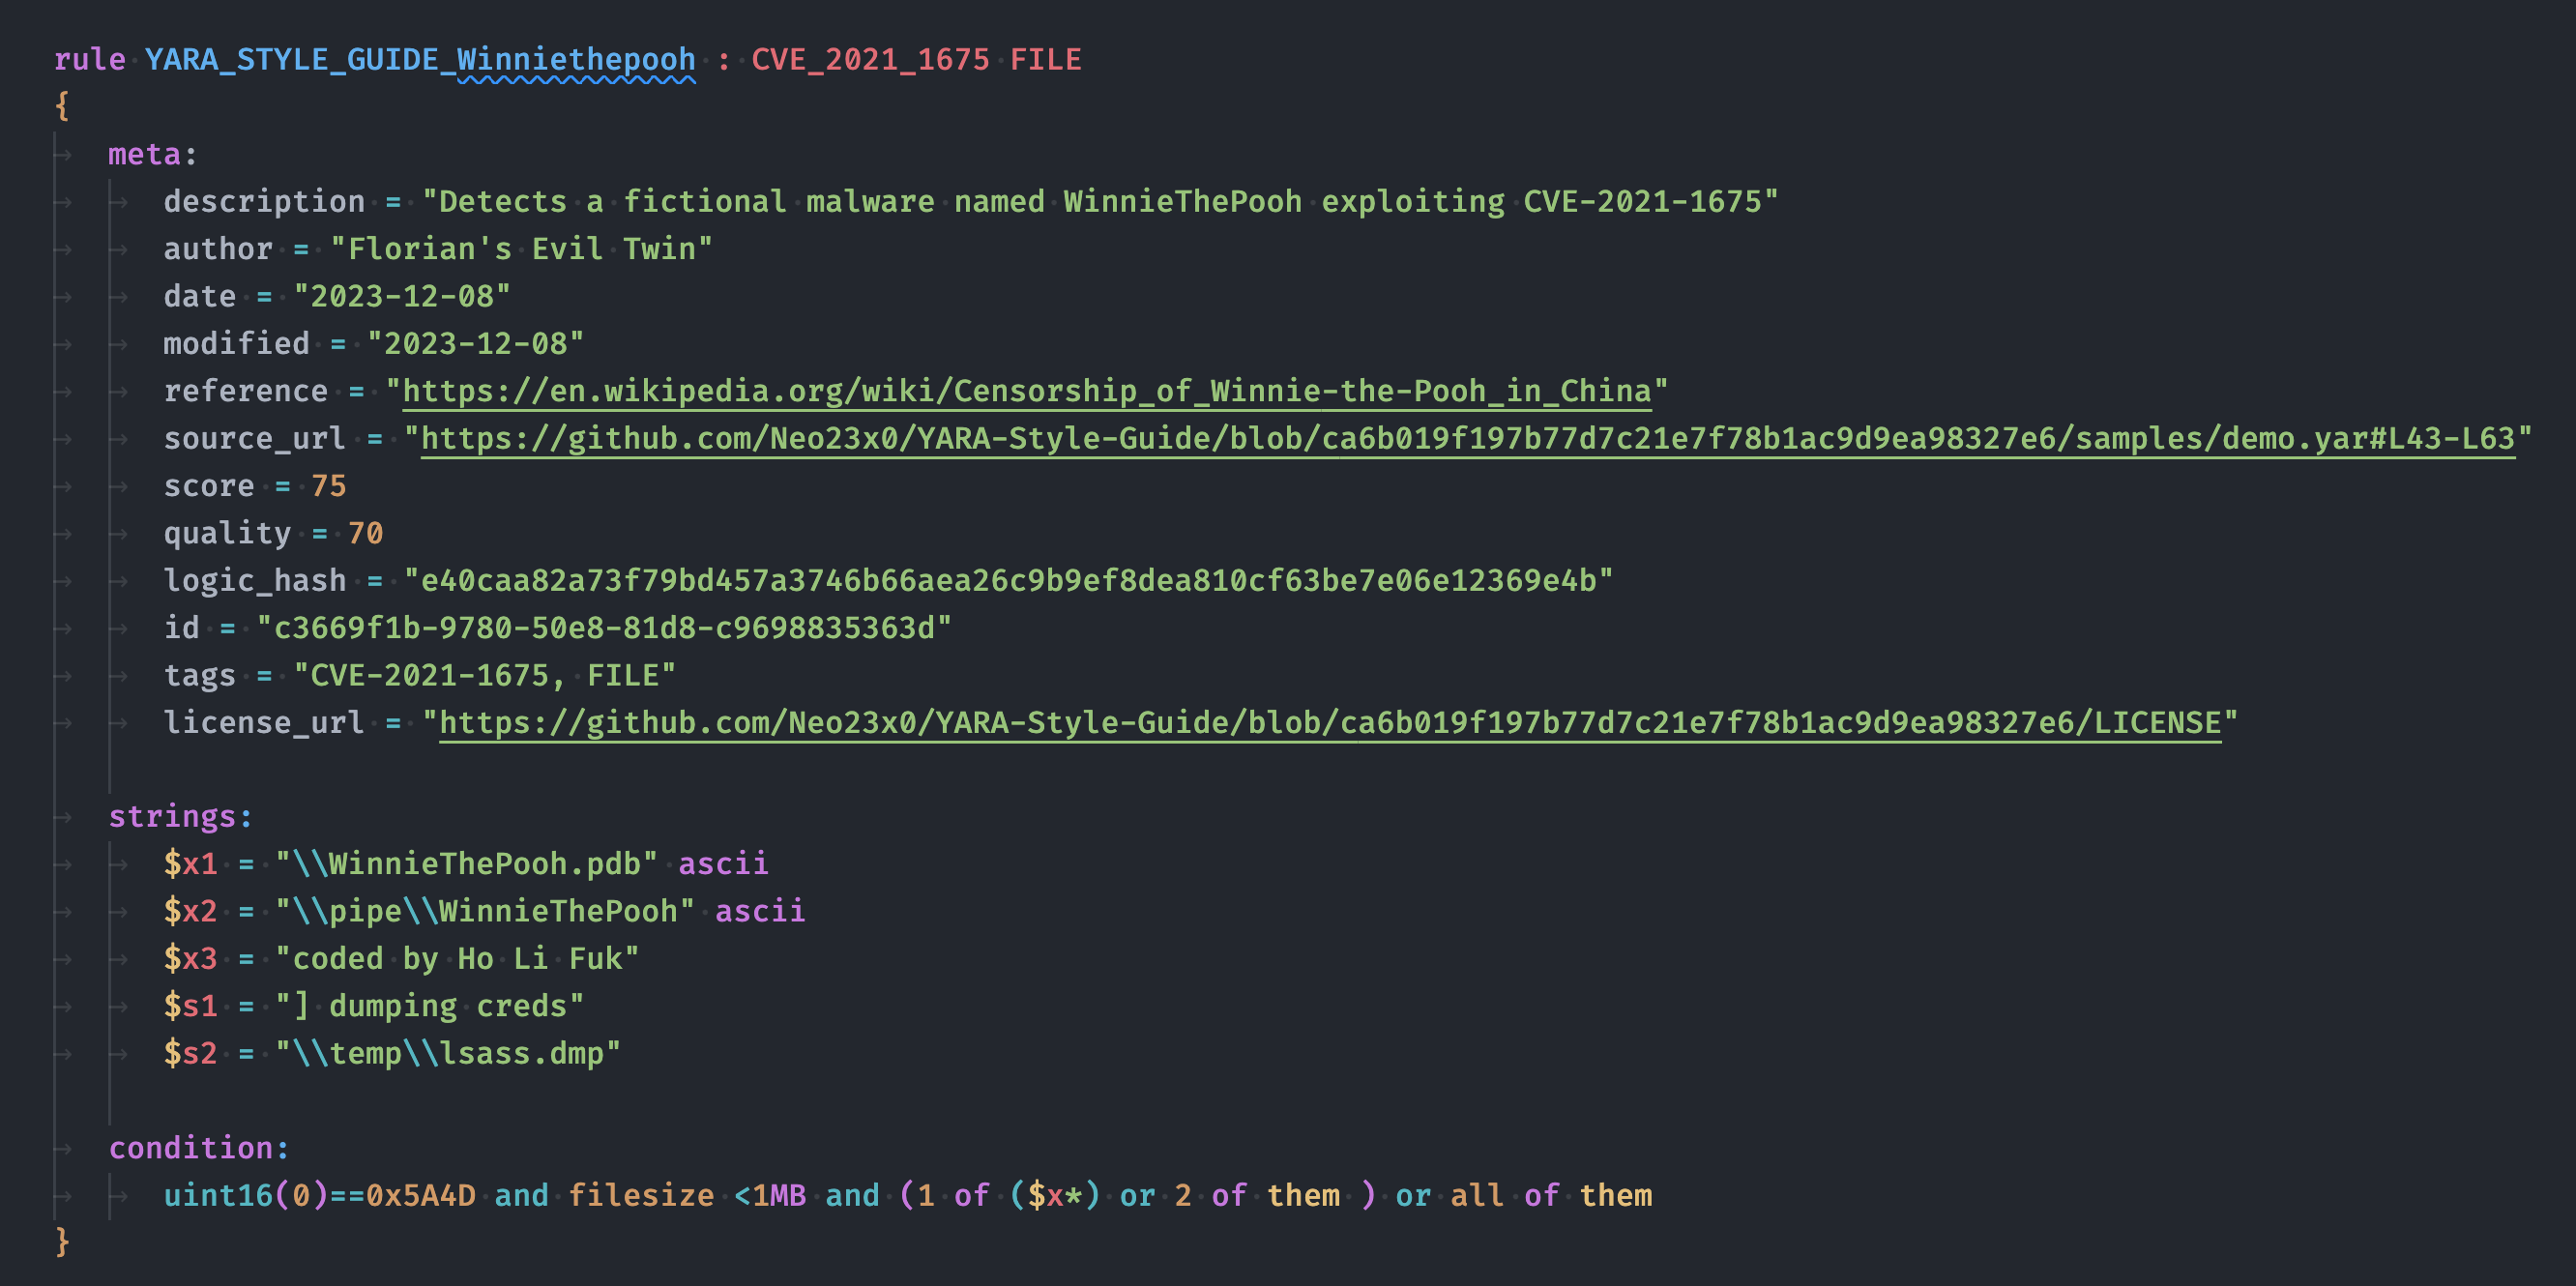 rule YARA_STYLE_GUIDE_Winniethepooh : CVE_2021_1675 FILE
{
meta:
description = "Detects a fictional malware named WinnieThePooh exploiting CVE-2021-1675"
author = "Florian's Evil Twin"
date = "2023-12-08"
modified = "2023-12-08"
reference = "https://en.wikipedia.org/wiki/Censorship_of_Winnie-the-Pooh_in_China"
source_url = "https://github.com/Neo23x0/YARA-Style-Guide/blob/ca6b019f197b77d7c21e7f78b1ac9d9ea98327e6/samples/demo.yar#L43-L63"
score = 75
quality = 70
logic_hash = "e40caa82a73f79bd457a3746b66aea26c9b9ef8dea810cf63be7e06e12369e4b"
id = "c3669f1b-9780-50e8-81d8-c9698835363d"
tags = "CVE-2021-1675, FILE"
license_url = "https://github.com/Neo23x0/YARA-Style-Guide/blob/ca6b019f197b77d7c21e7f78b1ac9d9ea98327e6/LICENSE"
strings:
$x1 = "\\WinnieThePooh.pdb" ascii
$x2 = "\\pipe\\WinnieThePooh" ascii
$x3 = "coded by Ho Li Fuk"
$s1 = "] dumping creds"
$s2 = "\\temp\\lsass.dmp"
condition:
uint16(0)==0x5A4D and filesize <1MB and (1 of ($x*) or 2 of them ) or all of them
}